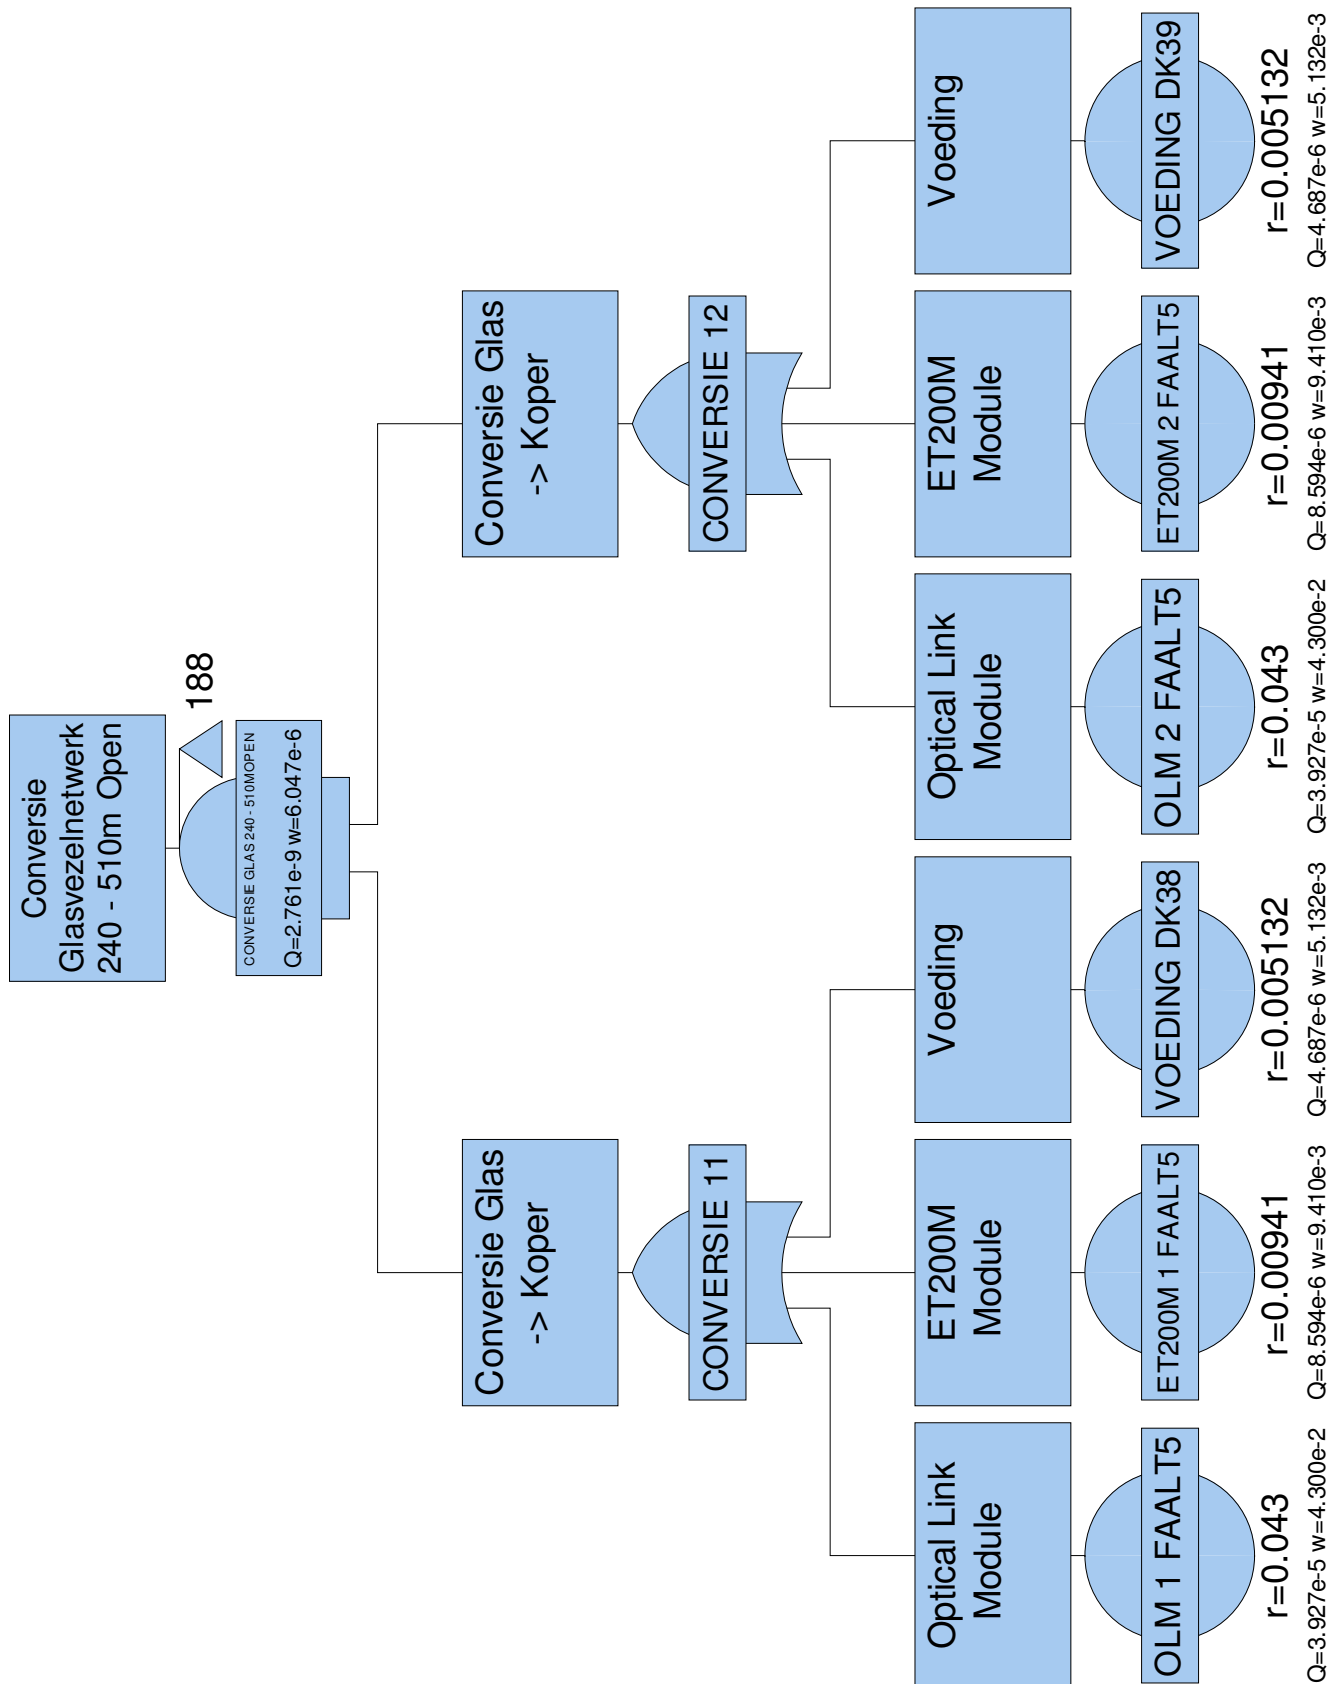 Conversie
Glasvezelnetwerk
240 - 510m Open
188
CONVERSIE GLAS 240 - 510MOPEN
Q=2.761e-9 w=6.047e-6
Conversie Glas
-> Koper
CONVERSIE 11
Conversie Glas
-> Koper
CONVERSIE 12
Optical Link
Module
OLM 1 FAALT5
r=0.043
Q=3.927e-5 w=4.300e-2
ET200M
Module
ET200M 1 FAALT5
r=0.00941
Q=8.594e-6 w=9.410e-3
Voeding
VOEDING DK38
r=0.005132
Q=4.687e-6 w=5.132e-3
Optical Link
Module
OLM 2 FAALT5
r=0.043
Q=3.927e-5 w=4.300e-2
ET200M
Module
ET200M 2 FAALT5
r=0.00941
Q=8.594e-6 w=9.410e-3
Voeding
VOEDING DK39
r=0.005132
Q=4.687e-6 w=5.132e-3